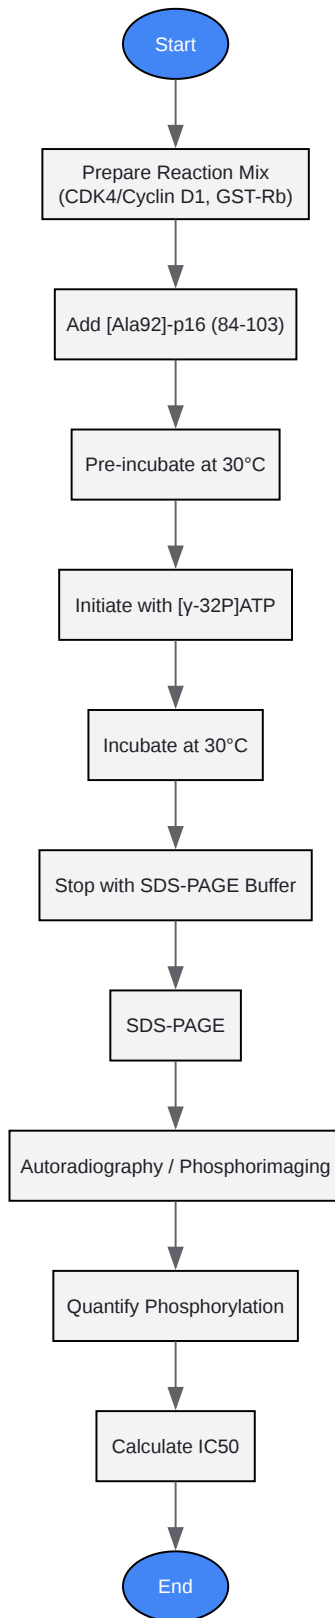 Start
Prepare Reaction Mix
(CDK4/Cyclin D1, GST-Rb)
Add [Ala92]-p16 (84-103)
Pre-incubate at 30°C
Initiate with [γ-32P]ATP
Incubate at 30°C
Stop with SDS-PAGE Buffer
SDS-PAGE
Autoradiography / Phosphorimaging
Quantify Phosphorylation
Calculate IC50
End